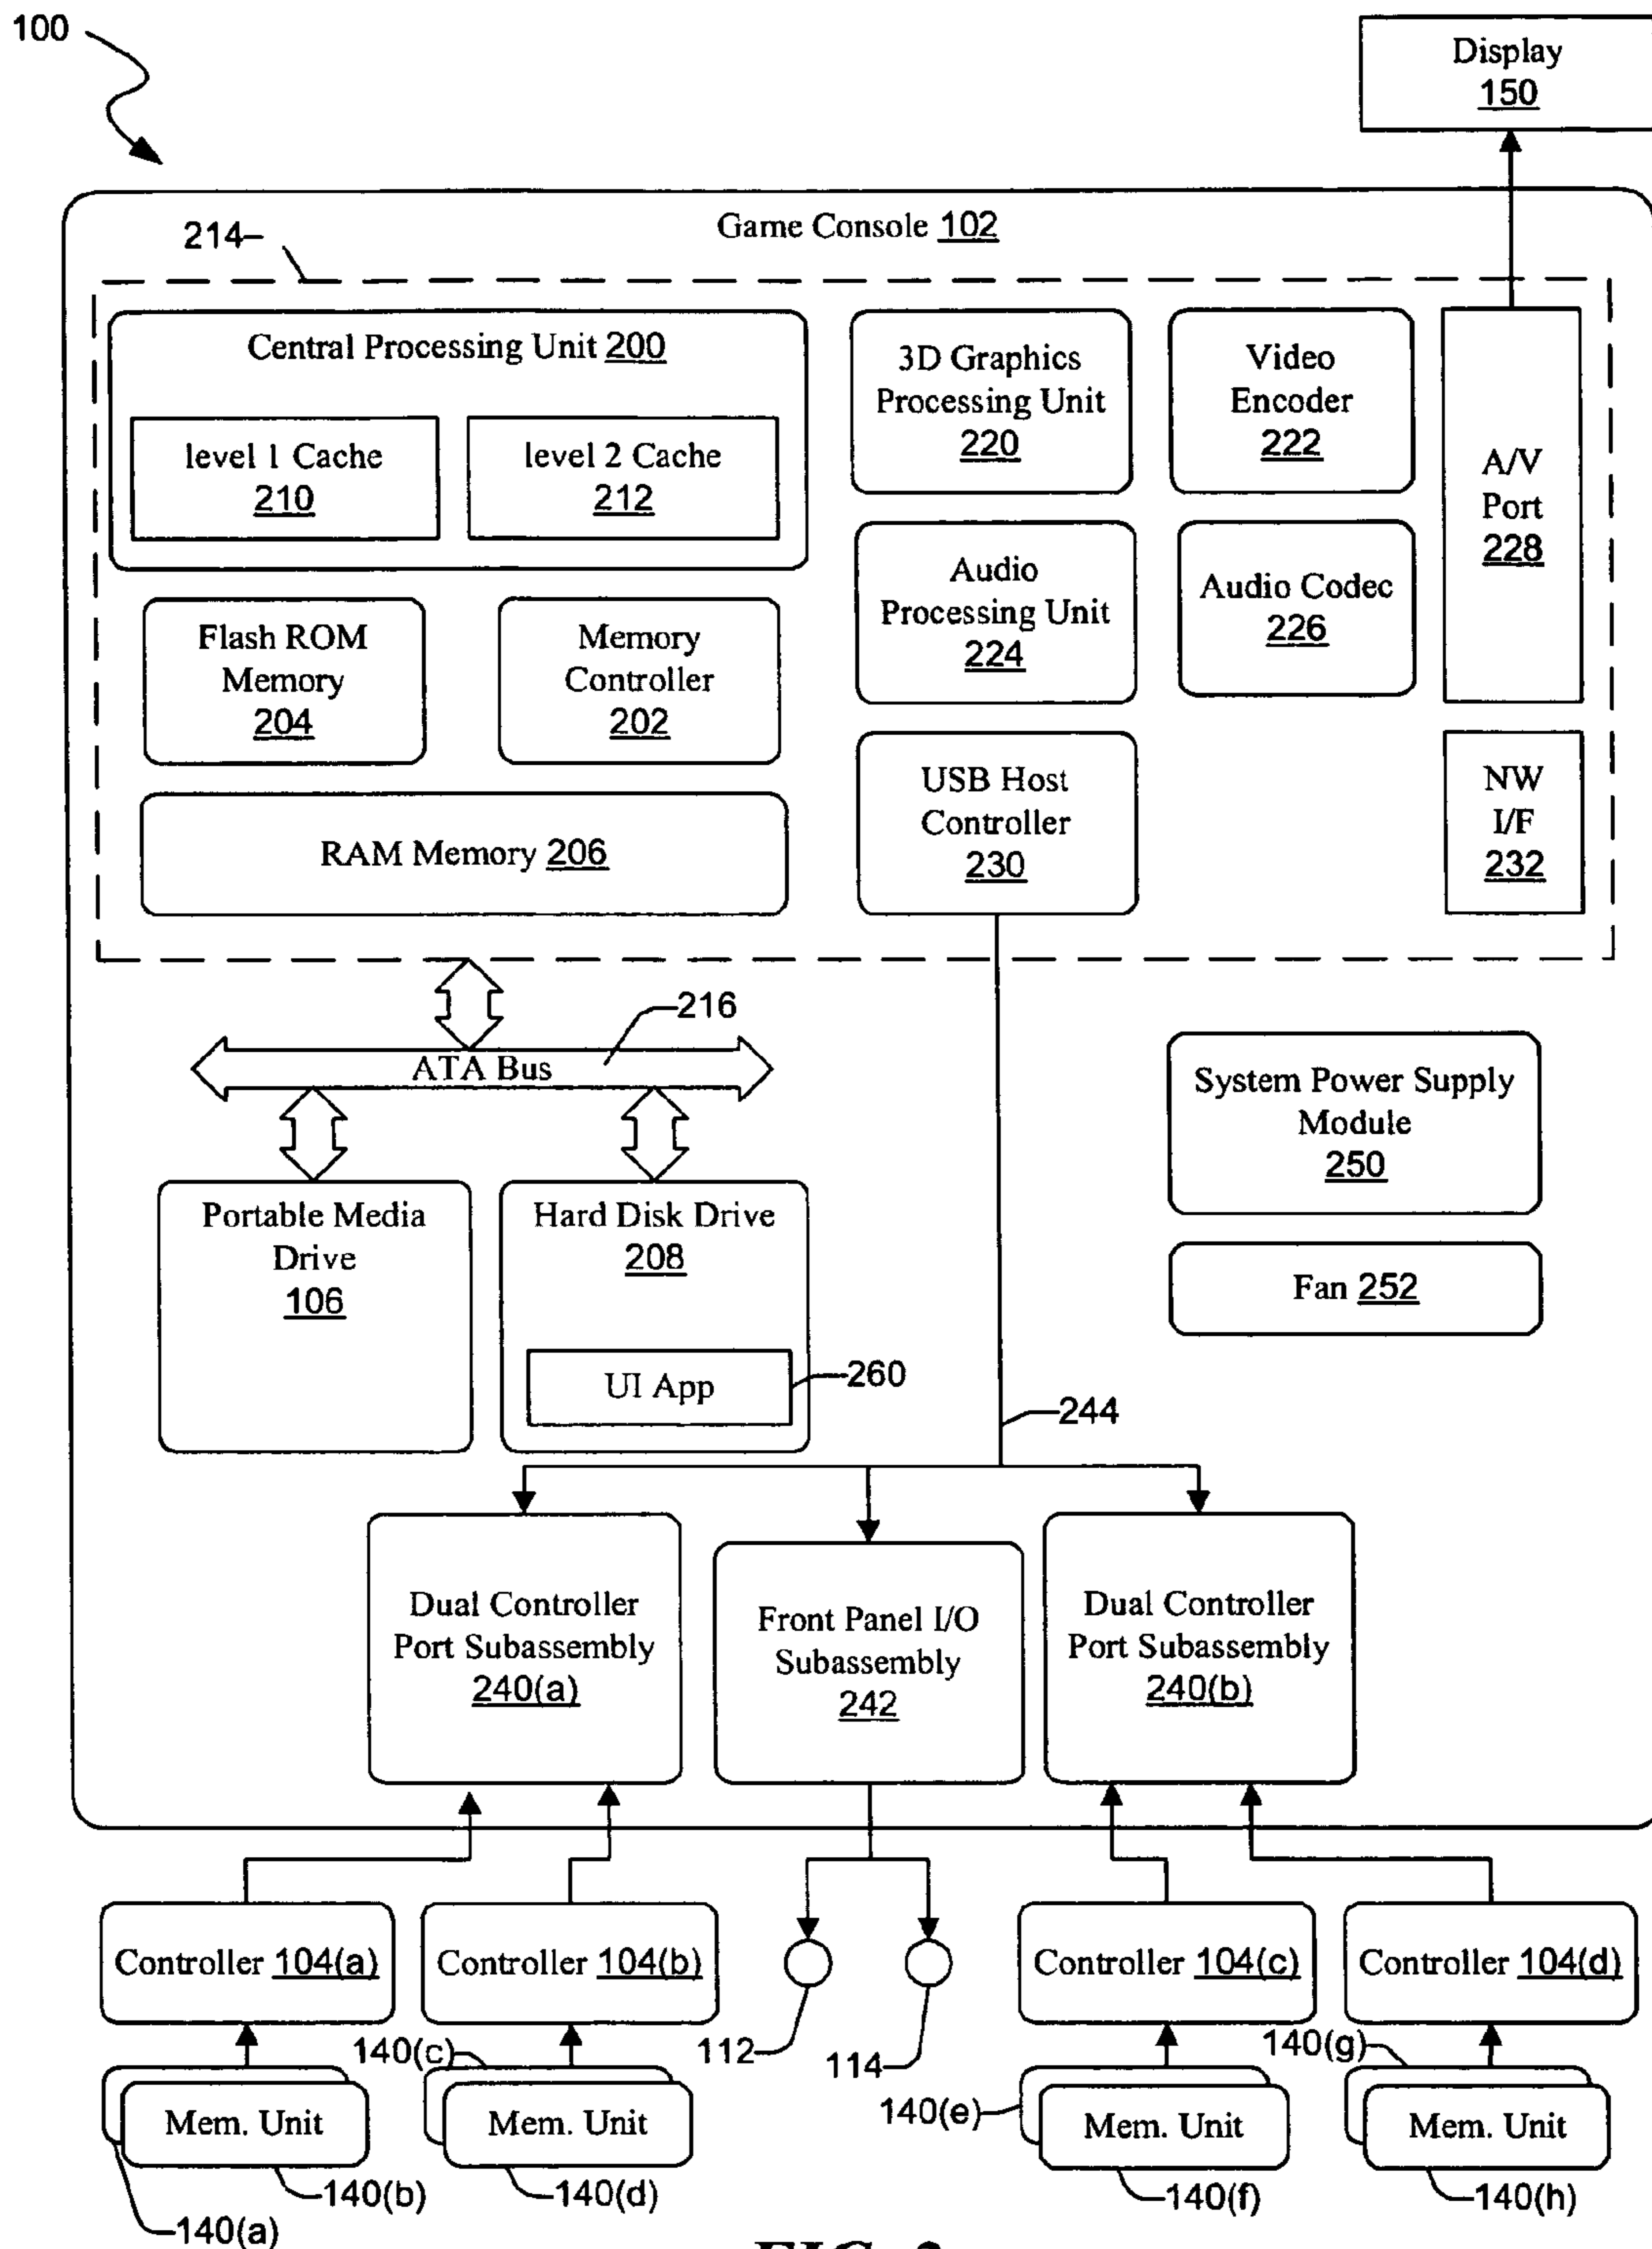 100
Display
150
Game Console 102
214
Central Processing Unit 200
level 1 Cache
210
level 2 Cache
212
3D Graphics
Processing Unit
220
Video
Encoder
222
A/V
Port
228
Audio
Processing Unit
224
Audio Codec
226
Flash ROM
Memory
204
Memory
Controller
202
USB Host
Controller
230
NW
I/F
232
RAM Memory 206
216
ATA Bus
System Power Supply
Module
250
Portable Media
Drive
106
Hard Disk Drive
208
Fan 252
UI App
260
244
Dual Controller
Port Subassembly
240(a)
Front Panel I/O
Subassembly
242
Dual Controller
Port Subassembly
240(b)
Controller 104(a)
Controller 104(b)
Controller 104(c)
Controller 104(d)
112
114
140(c)
140(g)
140(e)
Mem. Unit
Mem. Unit
Mem. Unit
Mem. Unit
140(b)
140(d)
140(f)
140(h)
140(a)